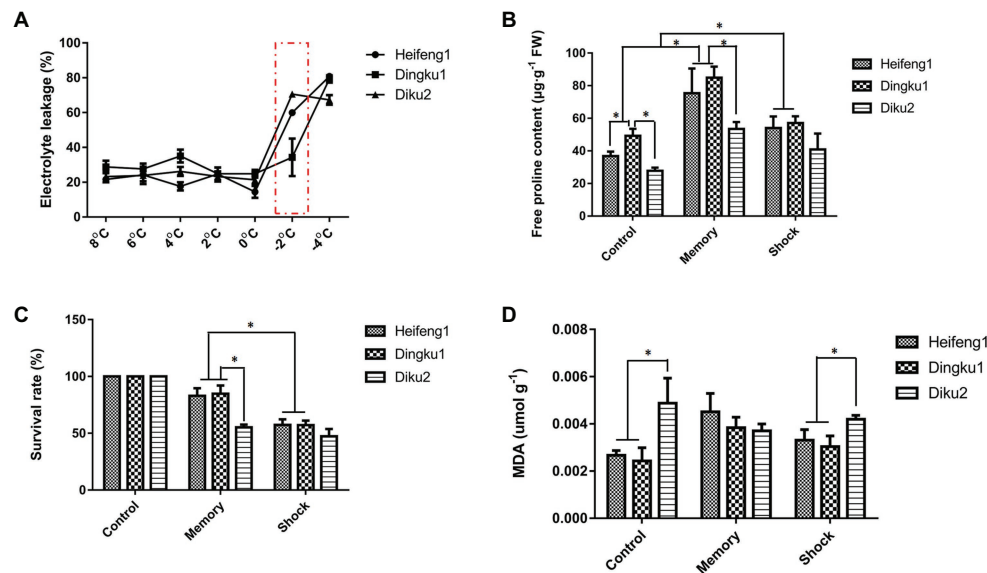 A
Electrolyte leakage (%)
100
80
60
40
20
0
8°C
6°C
4°C
2°C
0°C
-2°C
-4°C
Heifeng1
Dingku1
Diku2
B
Free proline content (μg·g⁻¹ FW)
100
80
60
40
20
0
*
*
*
*
*
Control
Memory
Shock
Heifeng1
Dingku1
Diku2
C
Survival rate (%)
150
100
50
0
*
*
Control
Memory
Shock
Heifeng1
Dingku1
Diku2
D
MDA (umol g⁻¹)
0.008
0.006
0.004
0.002
0.000
*
*
Control
Memory
Shock
Heifeng1
Dingku1
Diku2